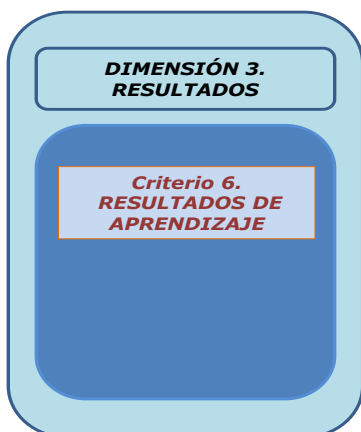 DIMENSIÓN 3.
RESULTADOS
Criterio 6.
RESULTADOS DE
APRENDIZAJE